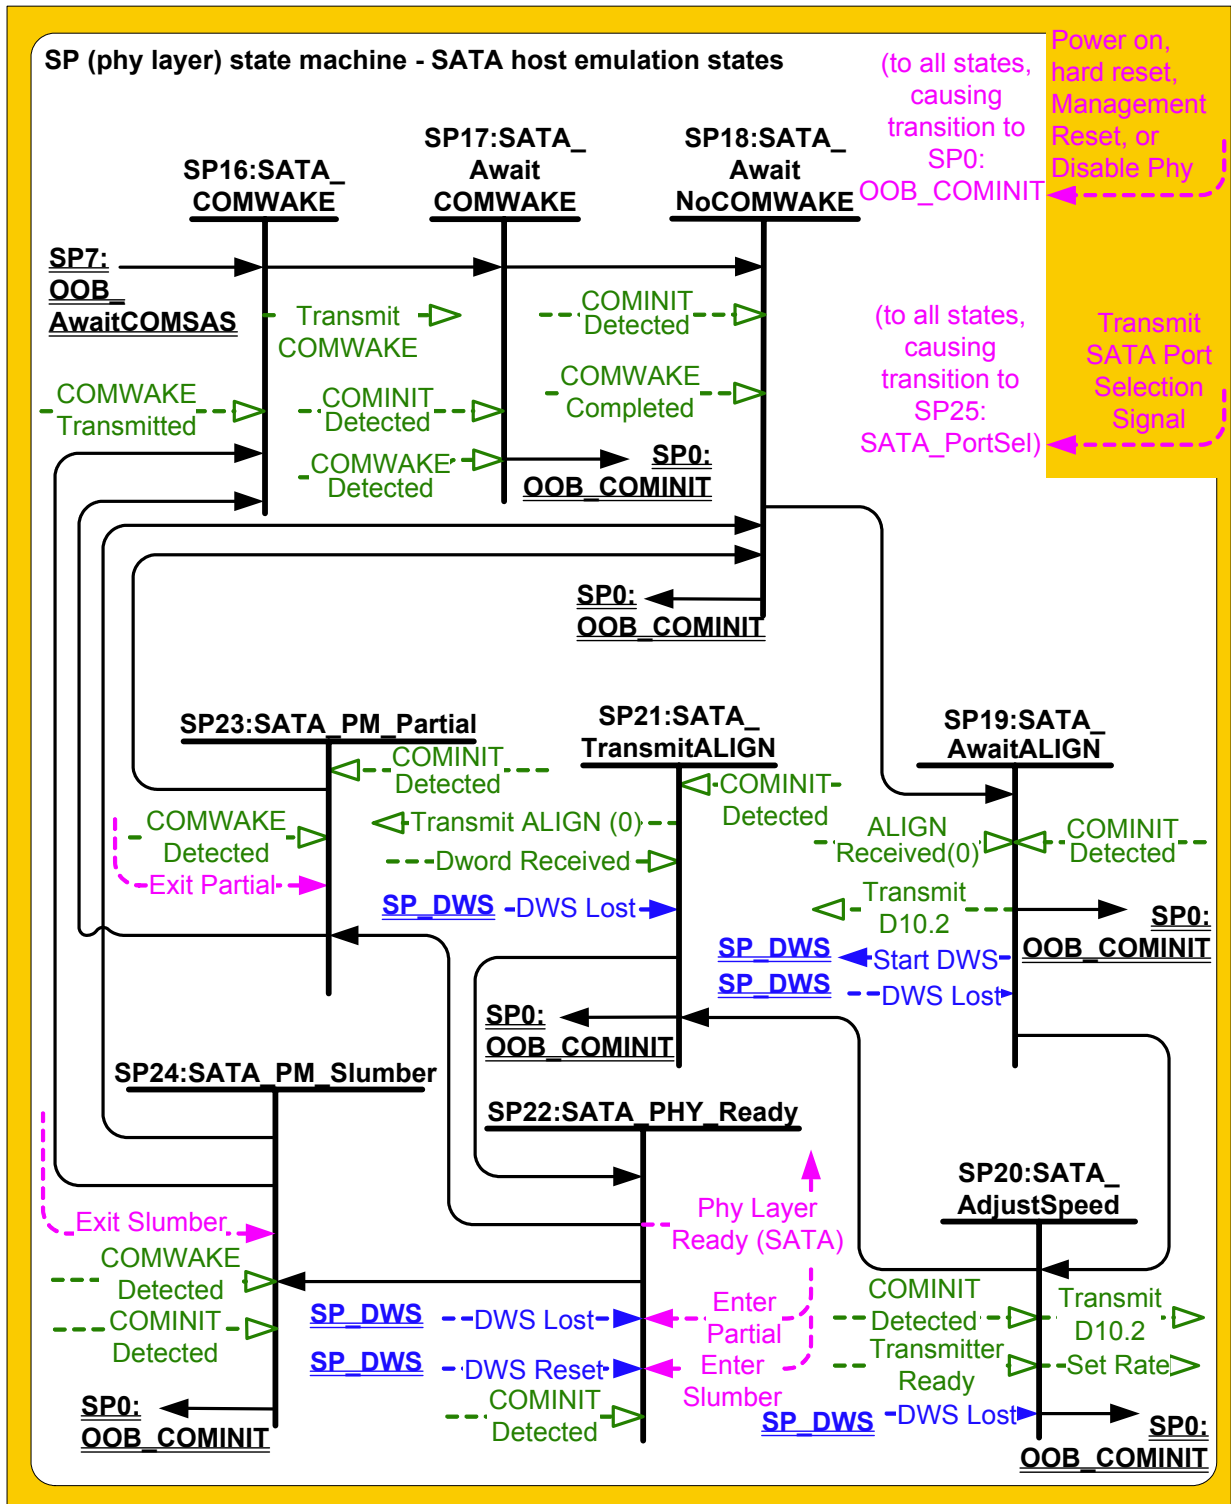 SP (phy layer) state machine - SATA host emulation states
(to all states,
causing
transition to
SP0:
OOB_COMINIT
Power on,
hard reset,
Management
Reset, or
Disable Phy
SP16:SATA_
COMWAKE
SP17:SATA_
Await
COMWAKE
SP18:SATA_
Await
NoCOMWAKE
SP7:
OOB_
AwaitCOMSAS
Transmit
COMWAKE
COMINIT
Detected
(to all states,
causing
transition to
SP25:
SATA_PortSel)
Transmit
SATA Port
Selection
Signal
COMWAKE
Transmitted
COMINIT
Detected
COMWAKE
Completed
COMWAKE
Detected
SP0:
OOB_COMINIT
SP0:
OOB_COMINIT
SP23:SATA_PM_Partial
COMINIT
Detected
COMWAKE
Detected
Exit Partial
SP21:SATA_
TransmitALIGN
COMINIT
Detected
Transmit ALIGN (0)
Dword Received
SP_DWS
DWS Lost
SP0:
OOB_COMINIT
SP19:SATA_
AwaitALIGN
ALIGN
Received(0)
COMINIT
Detected
Transmit
D10.2
SP0:
OOB_COMINIT
SP_DWS
Start DWS
SP_DWS
DWS Lost
SP24:SATA_PM_Slumber
Exit Slumber
COMWAKE
Detected
COMINIT
Detected
SP0:
OOB_COMINIT
SP22:SATA_PHY_Ready
Phy Layer
Ready (SATA)
Enter
Partial
Enter
Slumber
SP_DWS
DWS Lost
SP_DWS
DWS Reset
COMINIT
Detected
SP20:SATA_
AdjustSpeed
COMINIT
Detected
Transmit
D10.2
Transmitter
Ready
Set Rate
SP_DWS
DWS Lost
SP0:
OOB_COMINIT